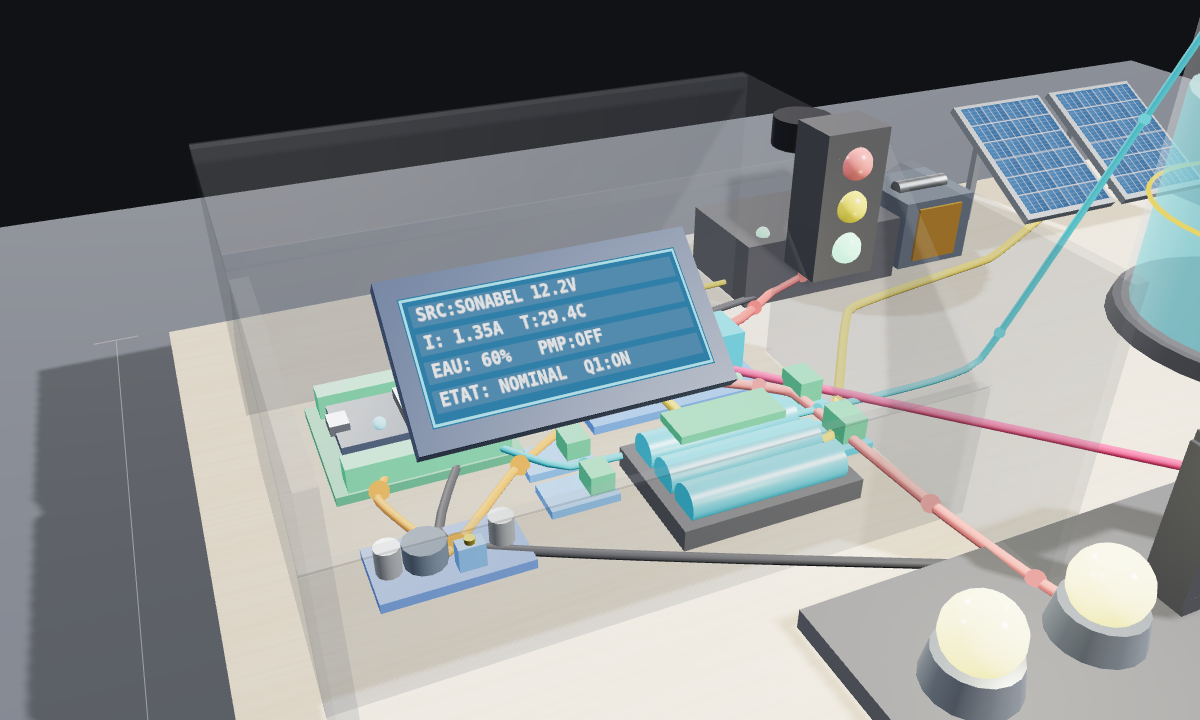 SRC:SONABEL 12.2V
I: 1.35A T:29.4C
EAU: 60% PMP:OFF
ETAT: NOMINAL Q1:ON